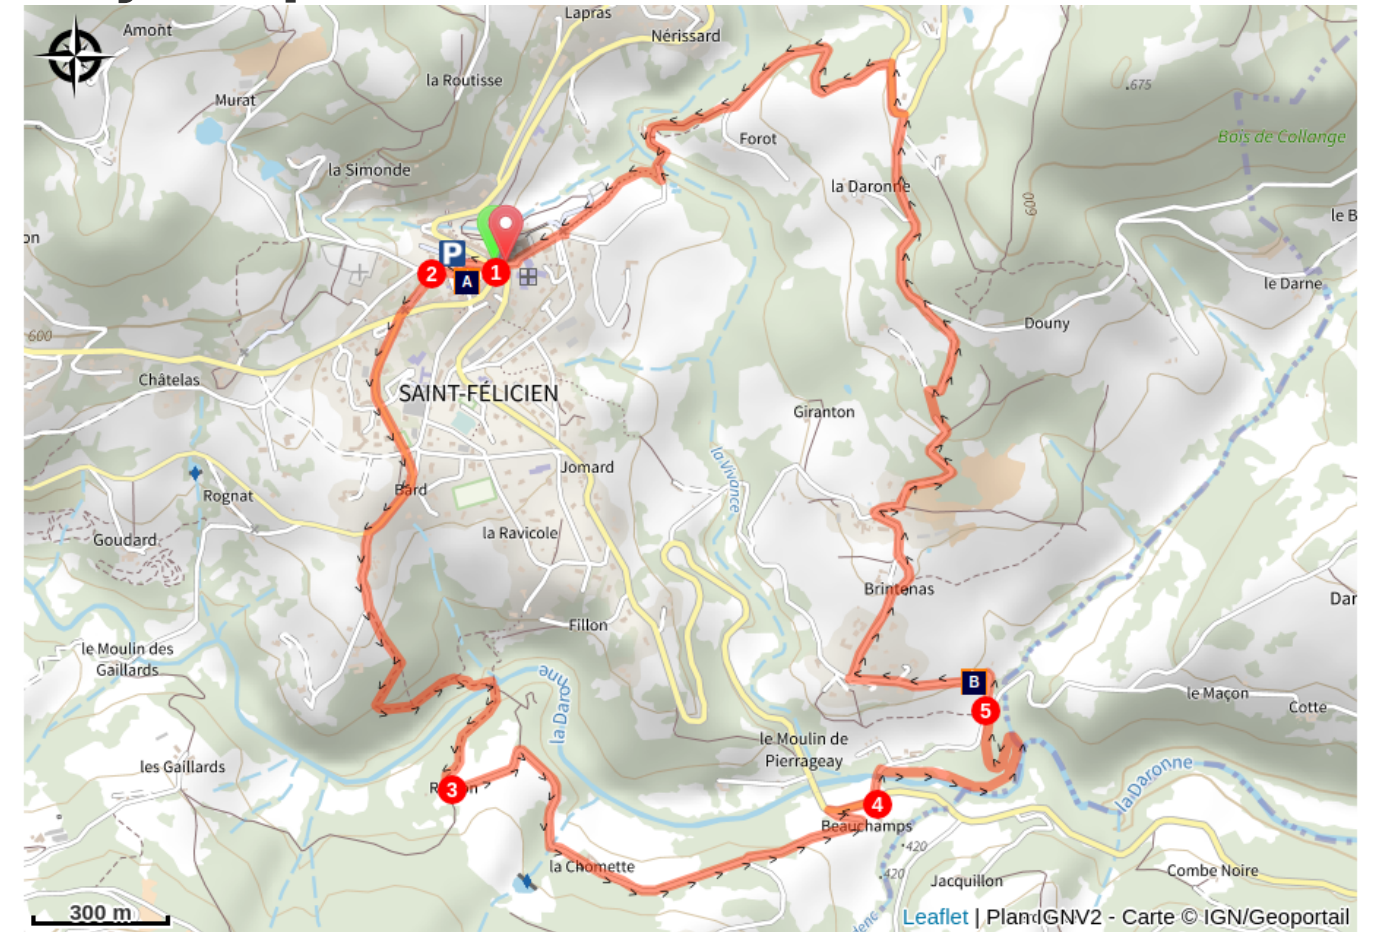 Lapras
Amont
Nérissard
la Routisse
.675
Murat
Bois de Collange
Forot
la Simonde
la Daronne
600
le B
on
P
2
A
1
le Darne
600
Douny
Châtelas
SAINT-FÉLICIEN
Giranton
la Vivance
Jomard
Bard
Rognat
la Ravicole
Goudard
Brintenas
Dar
Fillon
le Moulin des
Gaillards
la Daronne
B
le Maçon
Cotte
5
le Moulin de
Pierrageay
les Gaillards
la Daronne
3
4
Beauchamps
.420
la Chomette
420
Jacquillon
Combe Noire
300 m
Leaflet | PlanIGNV2 - Carte © IGN/Geoportail